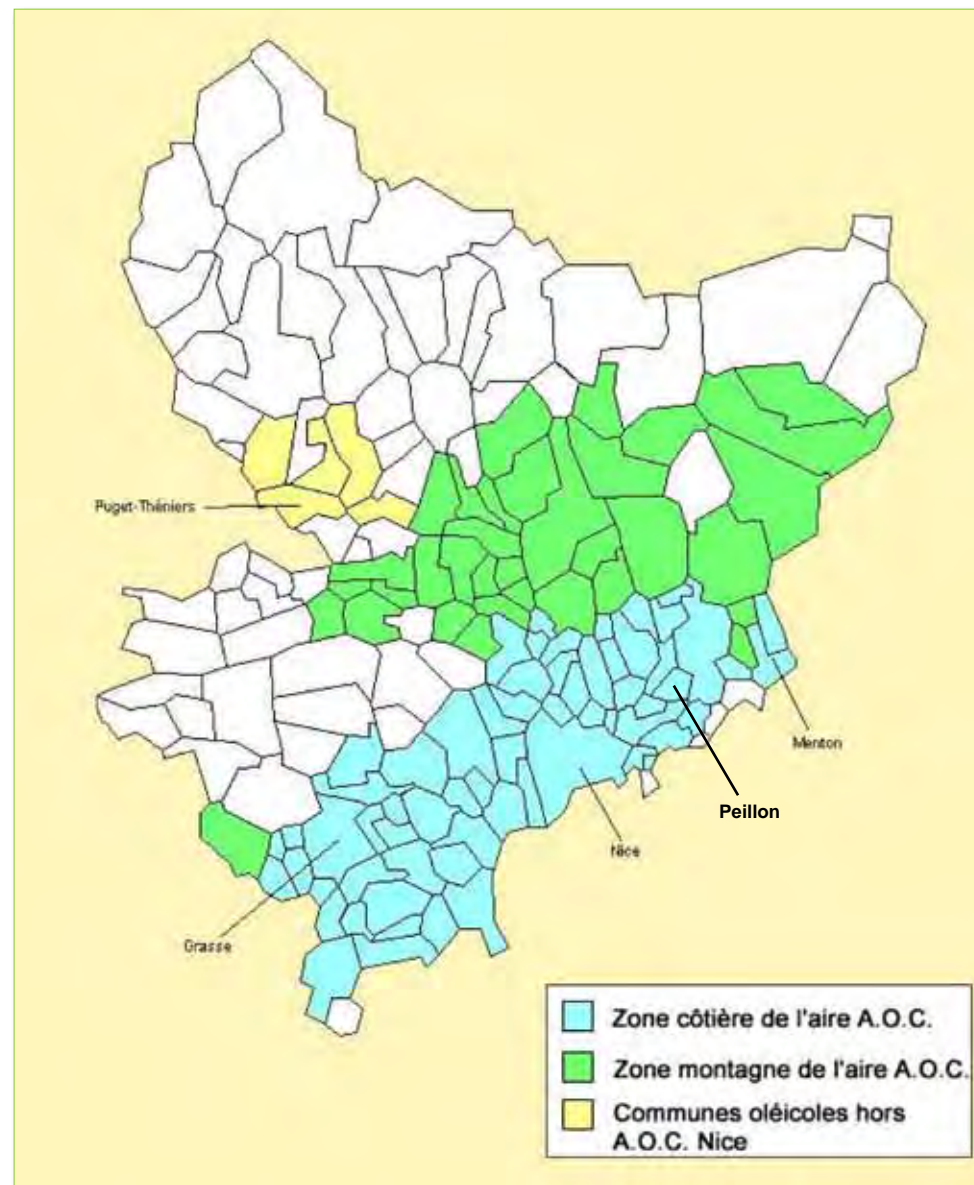 Puget-Théniers
Menton
Peillon
Nice
Grasse
Zone côtière de l'aire A.O.C.
Zone montagne de l'aire A.O.C.
Communes oléicoles hors
A.O.C. Nice